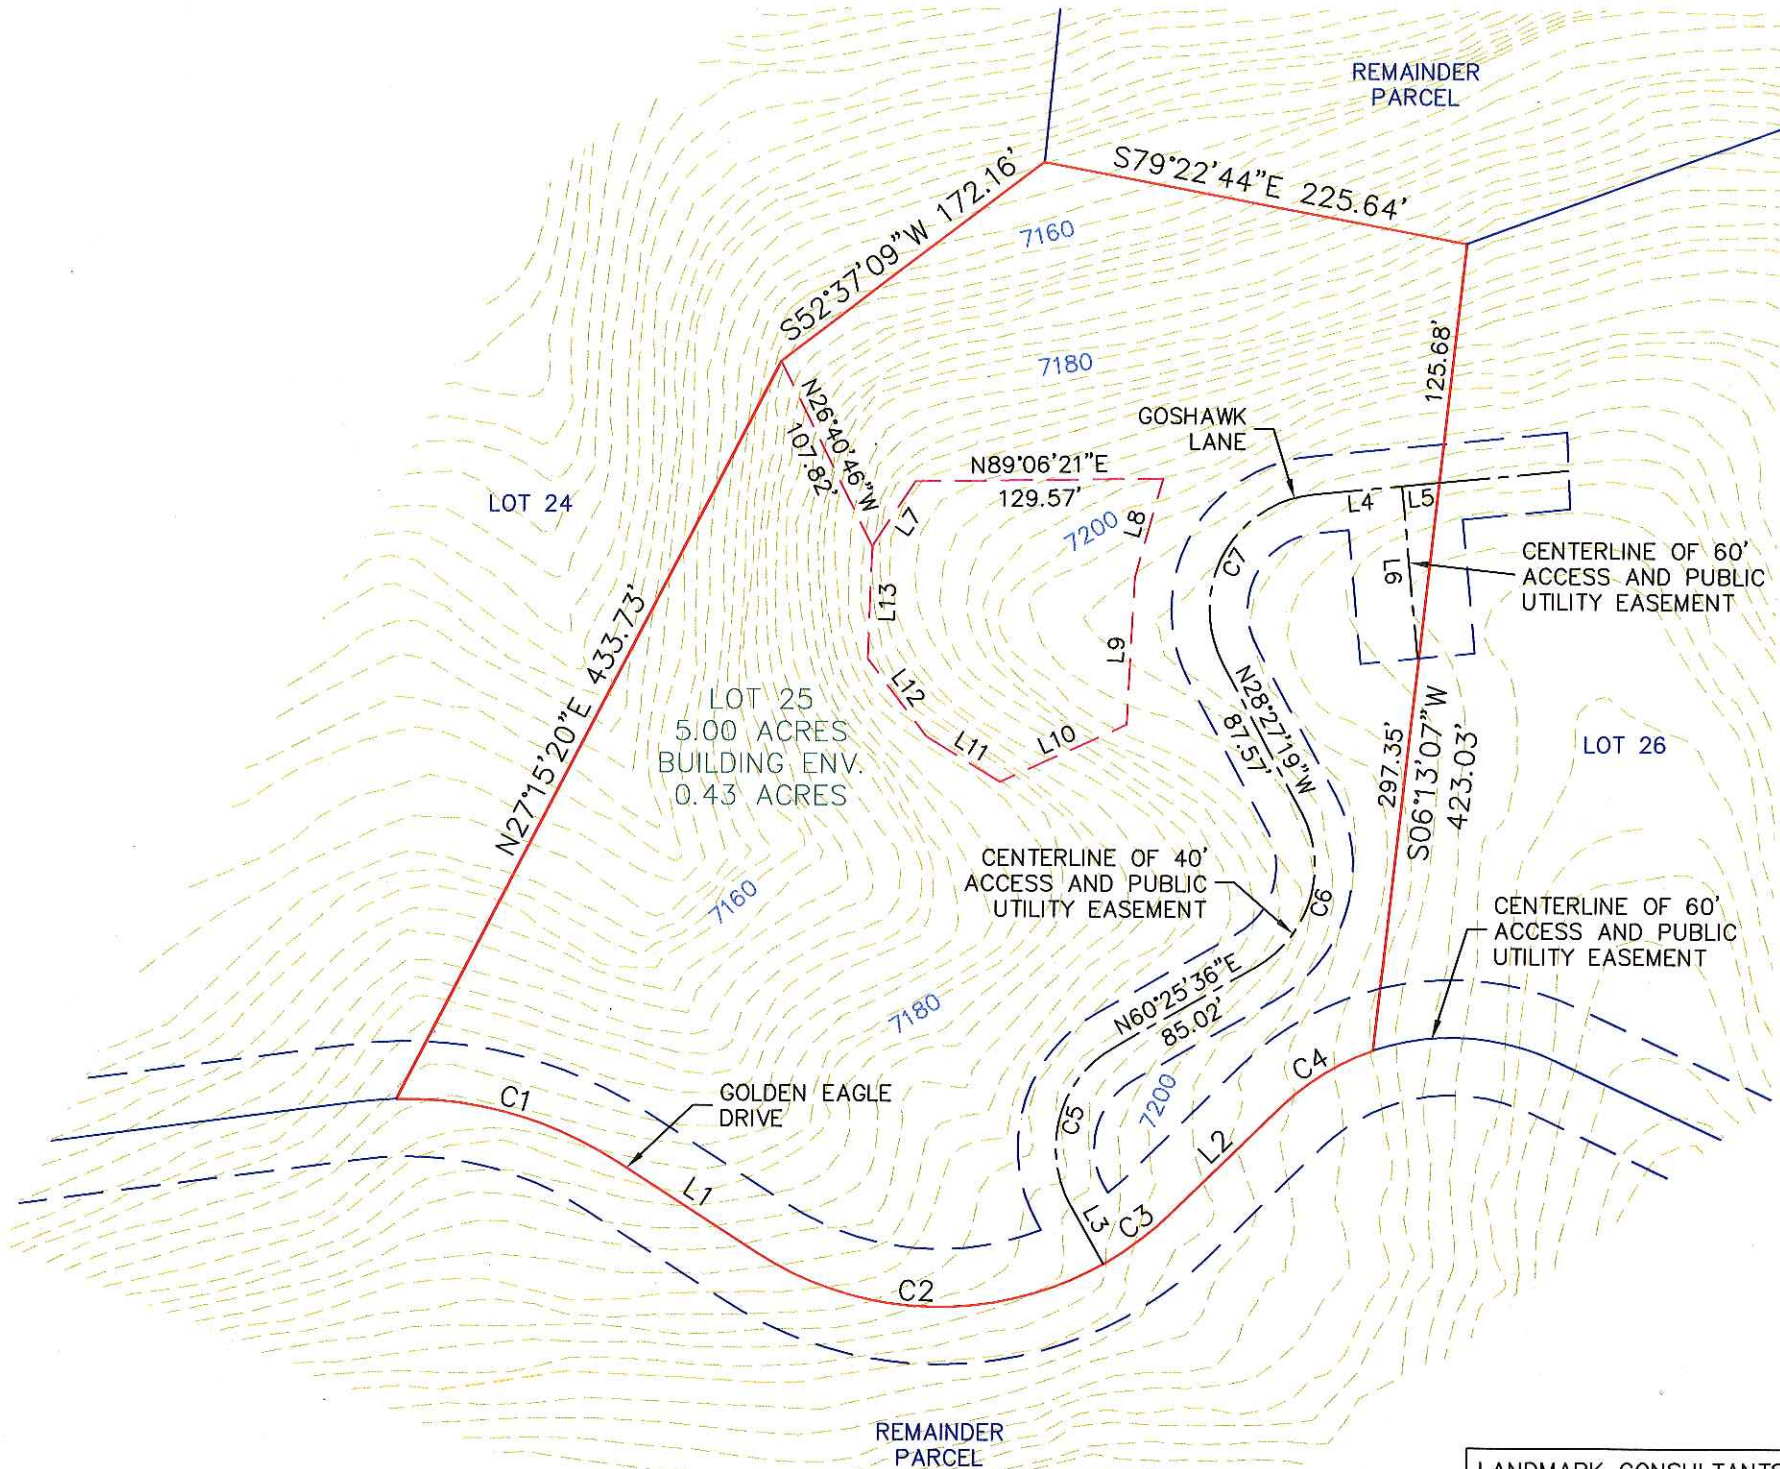 REMAINDER
PARCEL
S79°22'44"E 225.64'
S52°37'09"W 172.16'
7160
7180
125.68'
N26°40'46"W
107.82'
GOSHAWK
LANE
N89°06'21"E
129.57'
LOT 24
L7
L8
7200
L4
L5
C7
L6
CENTERLINE OF 60'
ACCESS AND PUBLIC
UTILITY EASEMENT
L13
L9
N27°15'20"E 433.73'
L12
LOT 25
5.00 ACRES
BUILDING ENV.
0.43 ACRES
L11
L10
N28°27'19"W
87.57'
297.35'
S06°13'07"W
423.03'
LOT 26
CENTERLINE OF 40'
ACCESS AND PUBLIC
UTILITY EASEMENT
C6
7160
CENTERLINE OF 60'
ACCESS AND PUBLIC
UTILITY EASEMENT
N60°25'36"E
85.02'
7180
C4
C1
GOLDEN EAGLE
DRIVE
C5
7200
L2
L1
L3
C3
C2
REMAINDER
PARCEL
LANDMARK CONSULTANTS